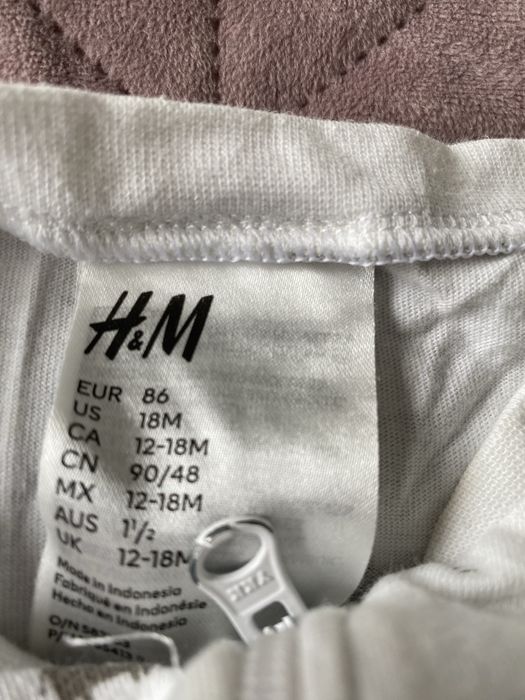 H&M
EUR 86
US 18M
CA 12-18M
CN 90/48
MX 12-18M
AUS 1½
UK 12-18M
Made in Indonesia
Fabriqué en Indonésie
Hecho en Indonesia
O/N
YKK